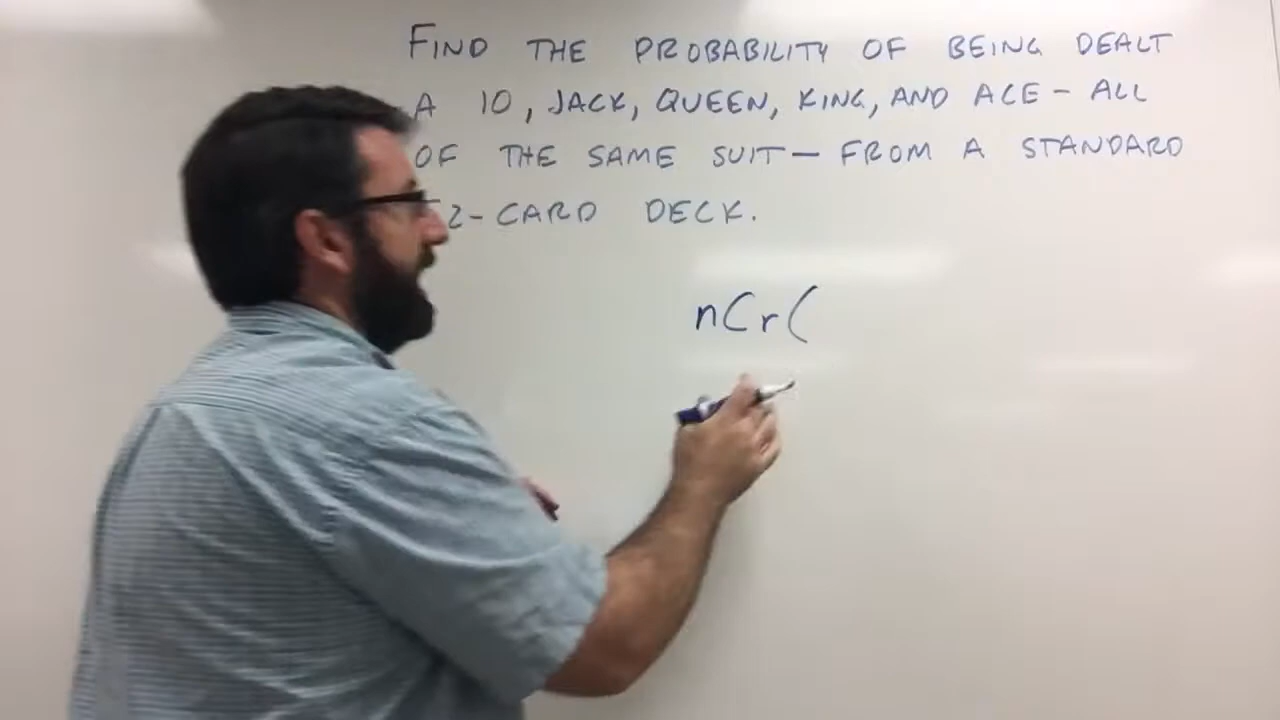 FIND THE PROBABILITY OF BEING DEALT
A 10, JACK, QUEEN, KING, AND ACE - ALL
OF THE SAME SUIT - FROM A STANDARD
2-CARD DECK.
nCr(